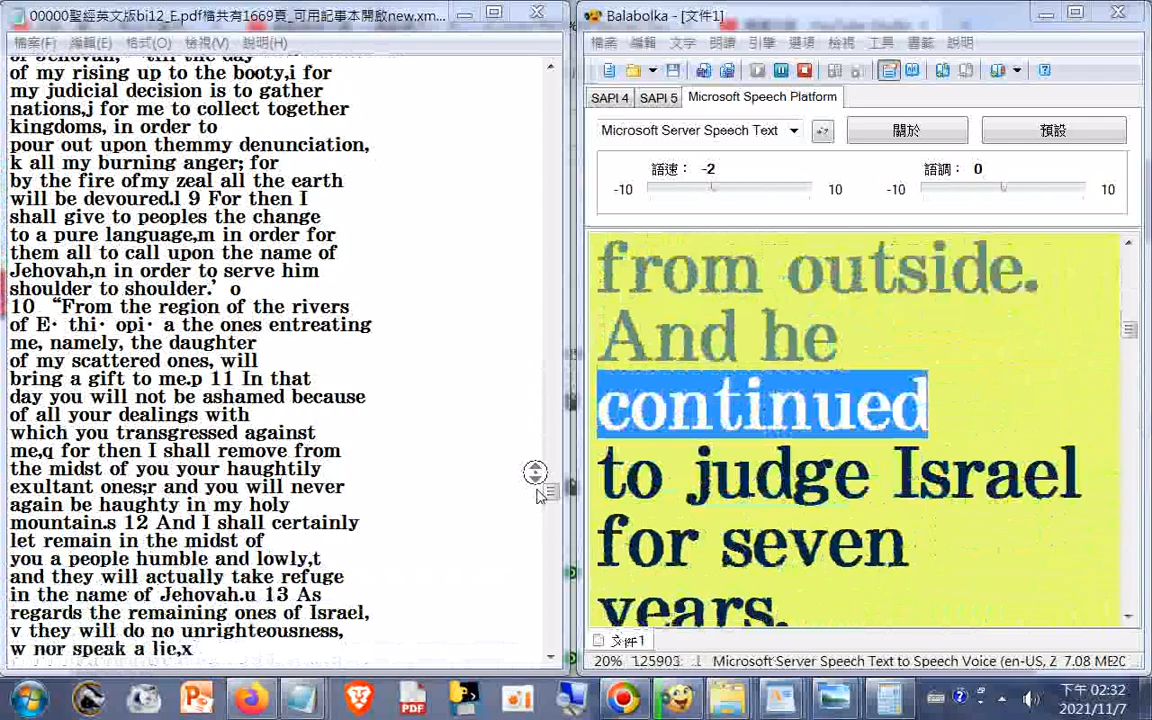 00000聖經英文版bi12_E.pdf檔共有1669頁_可用記事本開啟new.xm...
檔案(F) 編輯(E) 格式(O) 檢視(V) 說明(H)
of Jehovah, “till the day
of my rising up to the booty,i for
my judicial decision is to gather
nations,j for me to collect together
kingdoms, in order to
pour out upon themmy denunciation,
k all my burning anger; for
by the fire ofmy zeal all the earth
will be devoured.l 9 For then I
shall give to peoples the change
to a pure language,m in order for
them all to call upon the name of
Jehovah,n in order to serve him
shoulder to shoulder.’ o
10 “From the region of the rivers
of E· thi· opi· a the ones entreating
me, namely, the daughter
of my scattered ones, will
bring a gift to me.p 11 In that
day you will not be ashamed because
of all your dealings with
which you transgressed against
me,q for then I shall remove from
the midst of you your haughtily
exultant ones;r and you will never
again be haughty in my holy
mountain.s 12 And I shall certainly
let remain in the midst of
you a people humble and lowly,t
and they will actually take refuge
in the name of Jehovah.u 13 As
regards the remaining ones of Israel,
v they will do no unrighteousness,
w nor speak a lie,x
Balabolka - [文件1]
檔案 編輯 文字 朗讀 引擎 選項 檢視 工具 書籤 說明
SAPI 4 SAPI 5 Microsoft Speech Platform
Microsoft Server Speech Text 關於 預設
語速： -2 語調： 0
-10 10 -10 10
from outside.
And he
continued
to judge Israel
for seven
years.
文件1
20% 125903 Microsoft Server Speech Text to Speech Voice (en-US, Z 7.08 ME
下午 02:32
2021/11/7